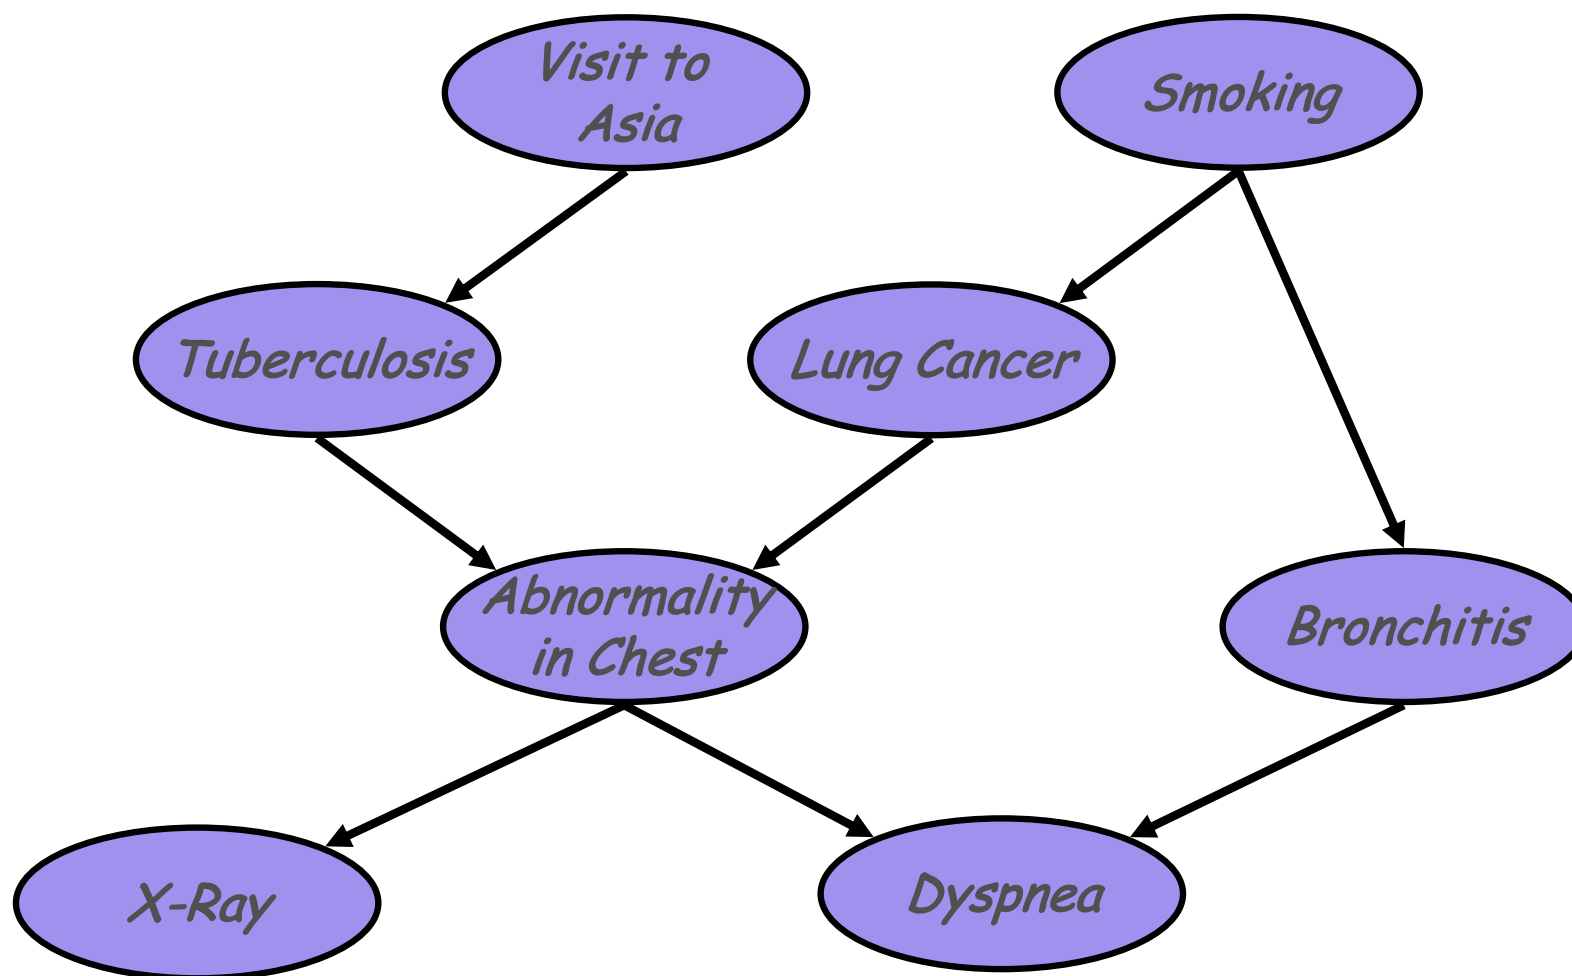 Visit to
Asia
Smoking
Tuberculosis
Lung Cancer
Abnormality
in Chest
Bronchitis
X-Ray
Dyspnea